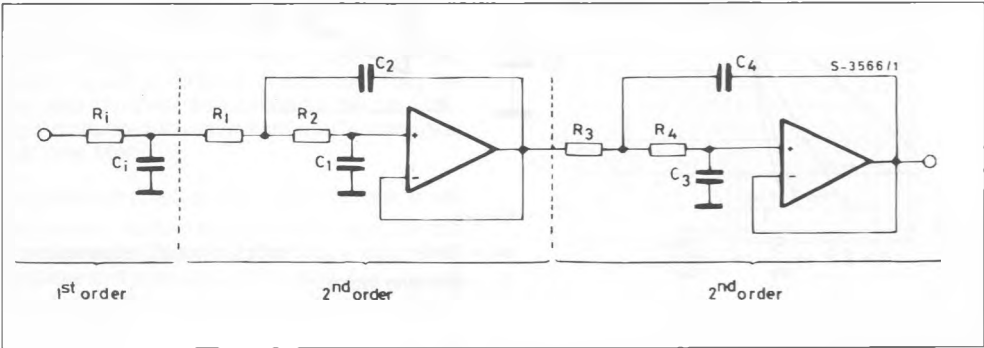 C2
C4
S-3566/1
Ri
R1
R2
R3
R4
Ci
C1
C3
+
−
+
−
1st order
2nd order
2nd order